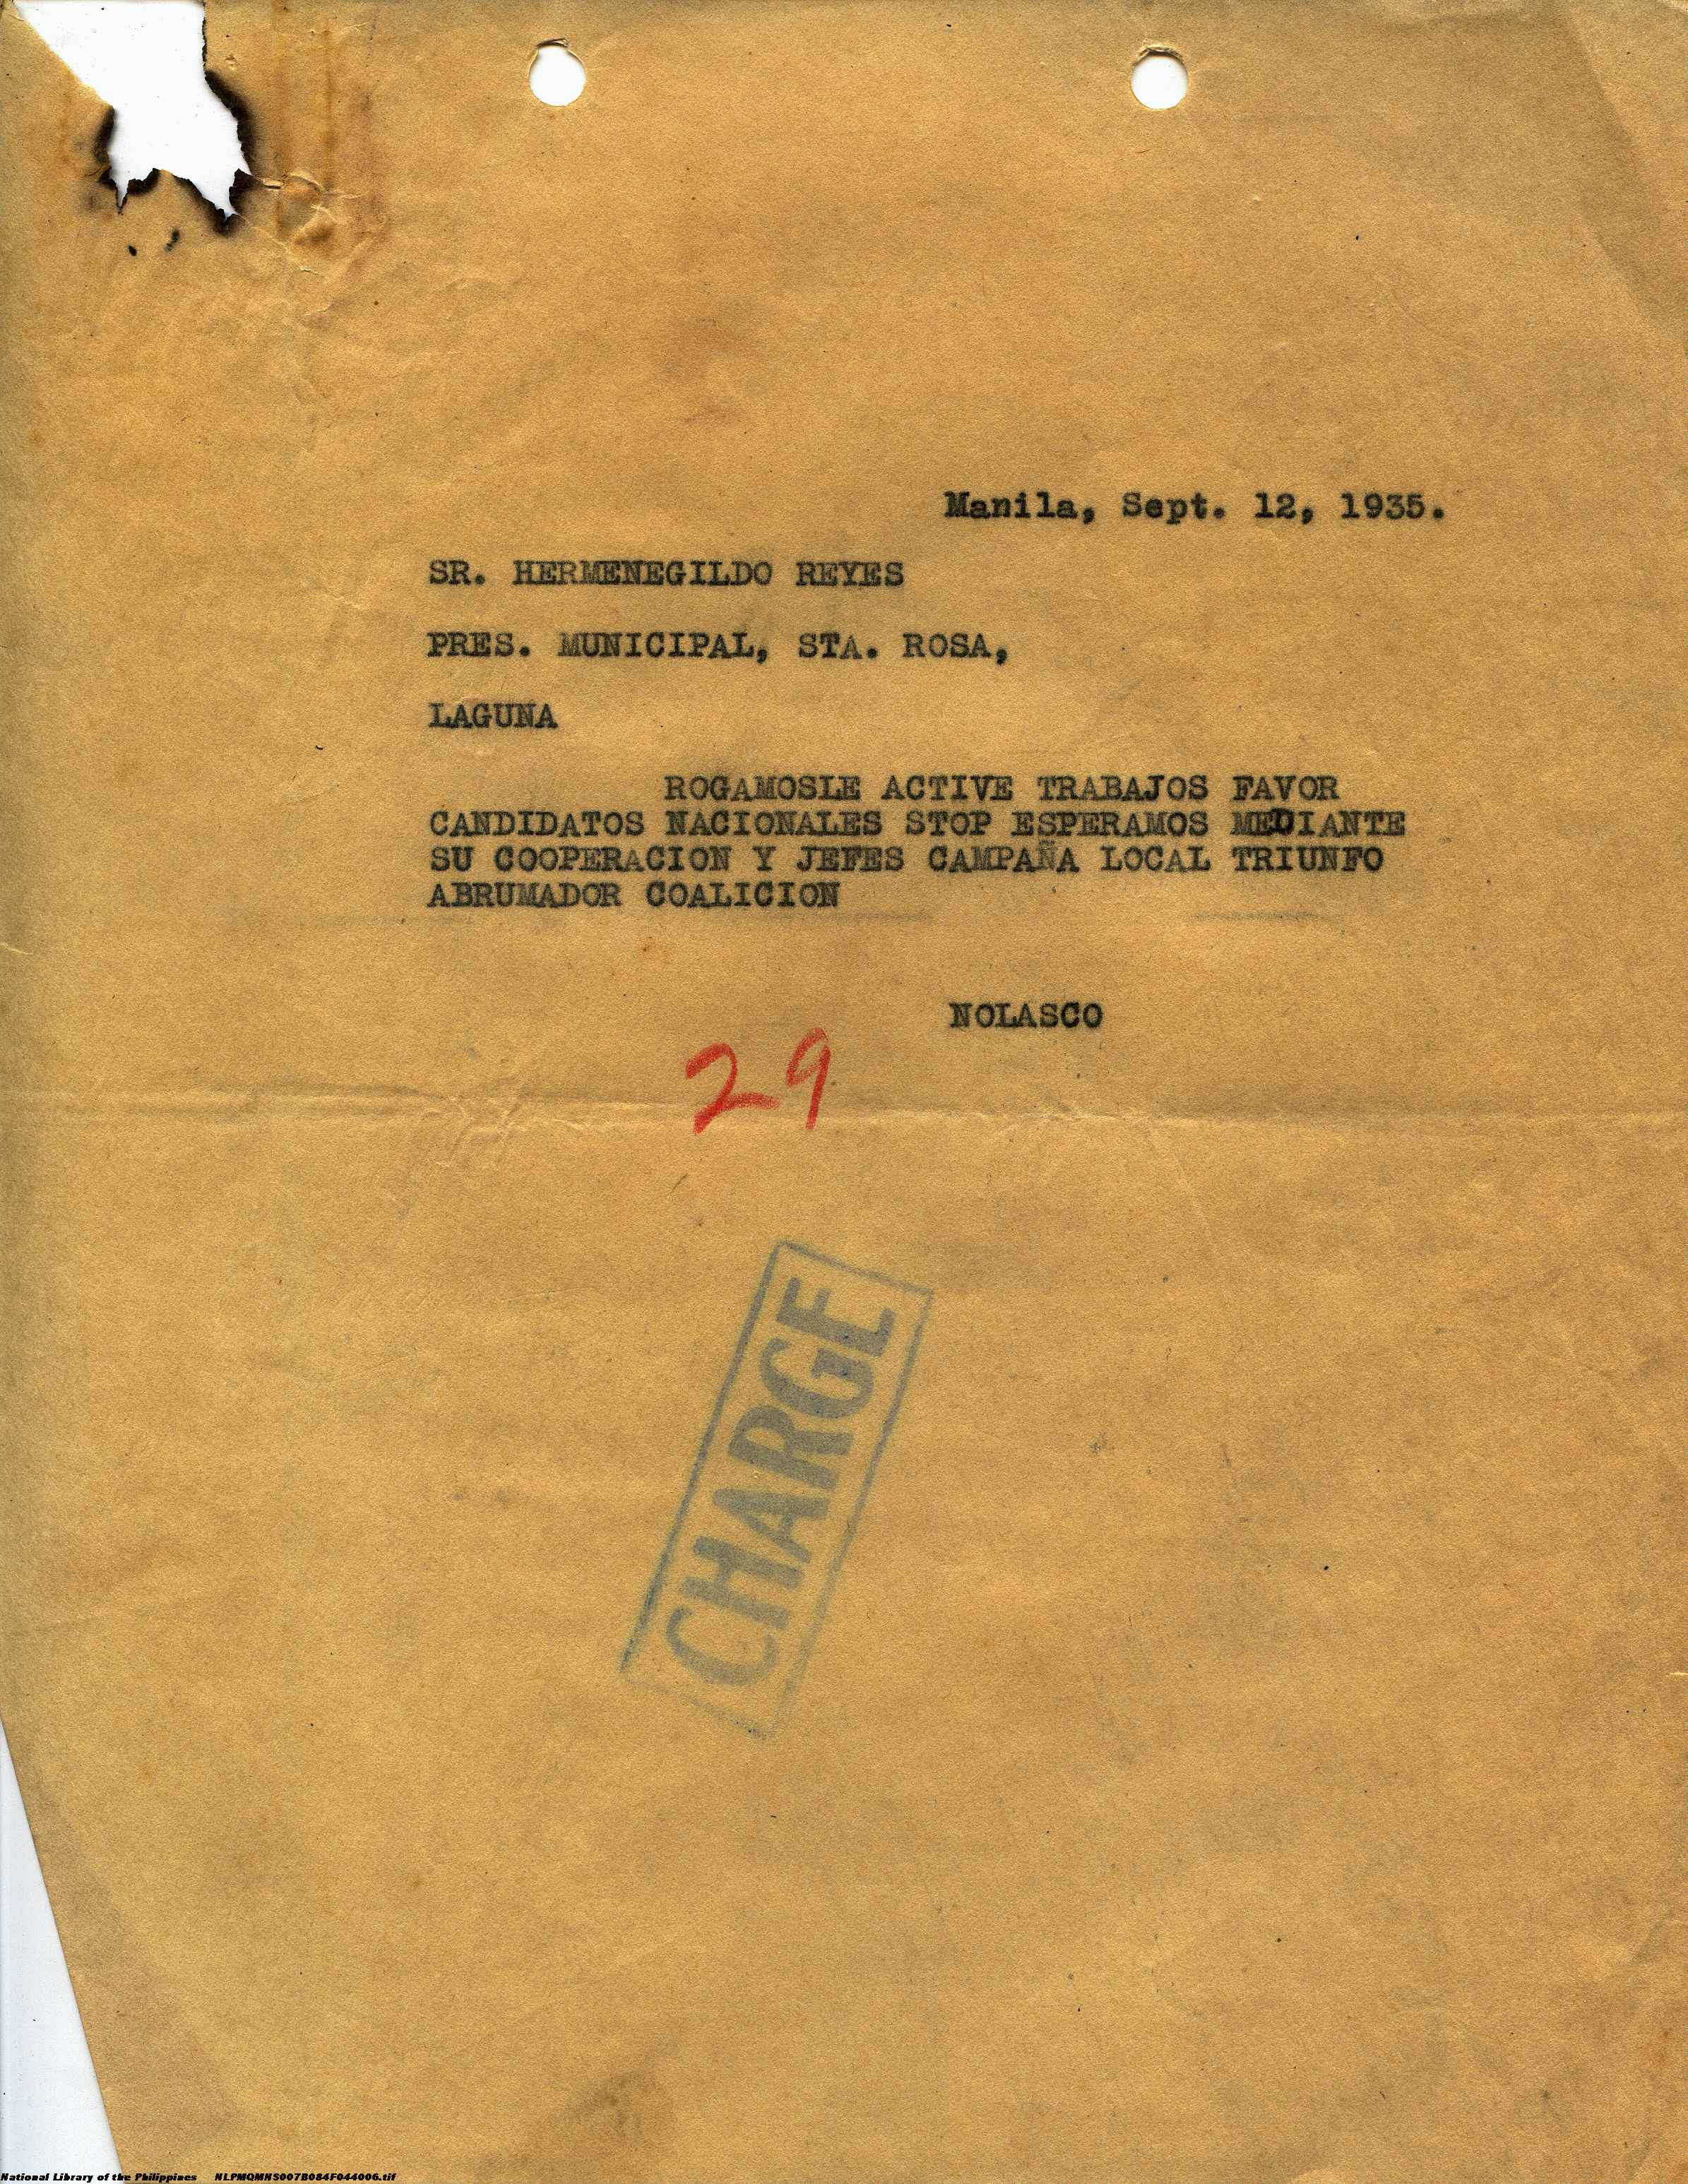 Manila, Sept. 12, 1935.
SR. HERMENEGILDO REYES
PRES. MUNICIPAL, STA. ROSA,
LAGUNA
ROGAMOSLE ACTIVE TRABAJOS FAVOR
CANDIDATOS NACIONALES STOP ESPERAMOS MEDIANTE
SU COOPERACION Y JEFES CAMPAÑA LOCAL TRIUNFO
ABRUMADOR COALICION
NOLASCO
29
CHARGE
National Library of the Philippines NLPMQMNS007B084F044006.tif